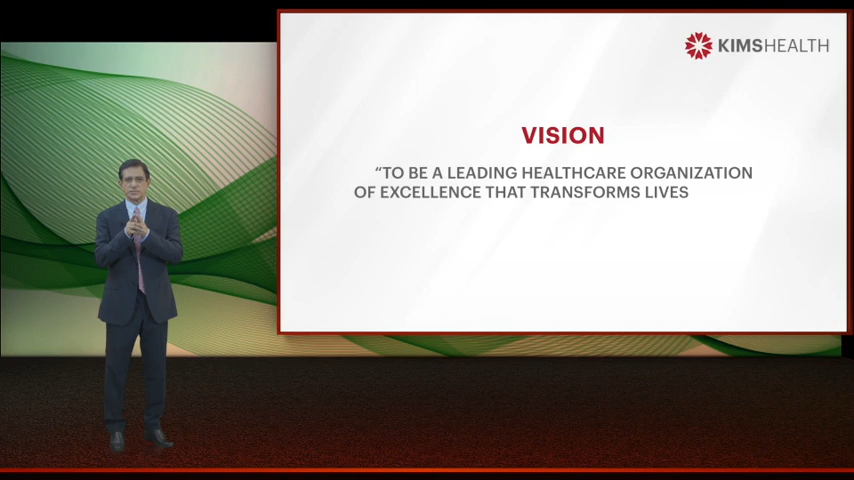 KIMSHEALTH
VISION
“TO BE A LEADING HEALTHCARE ORGANIZATION
OF EXCELLENCE THAT TRANSFORMS LIVES